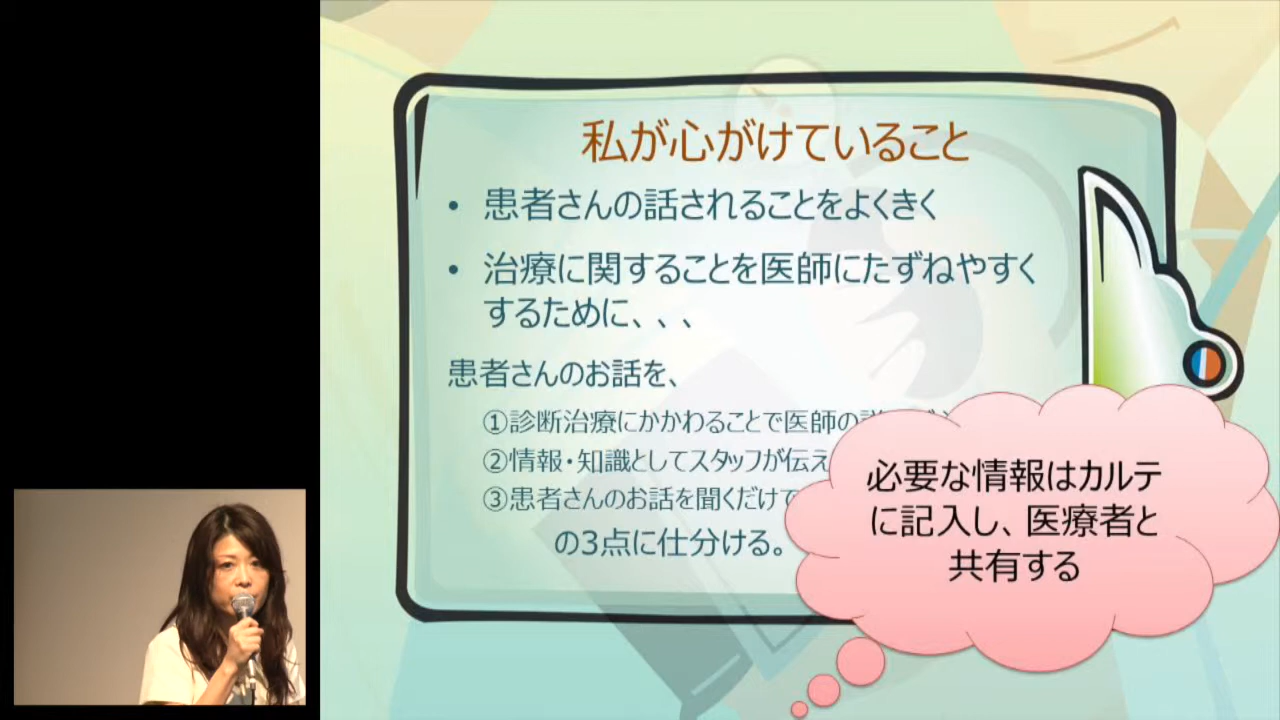 私が心がけていること
• 患者さんの話されることをよくきく
• 治療に関することを医師にたずねやすく
するために、、、
患者さんのお話を、
①診断治療にかかわることで医師の
②情報・知識としてスタッフが伝え
③患者さんのお話を聞くだけで
の3点に仕分ける。
必要な情報はカルテ
に記入し、医療者と
共有する